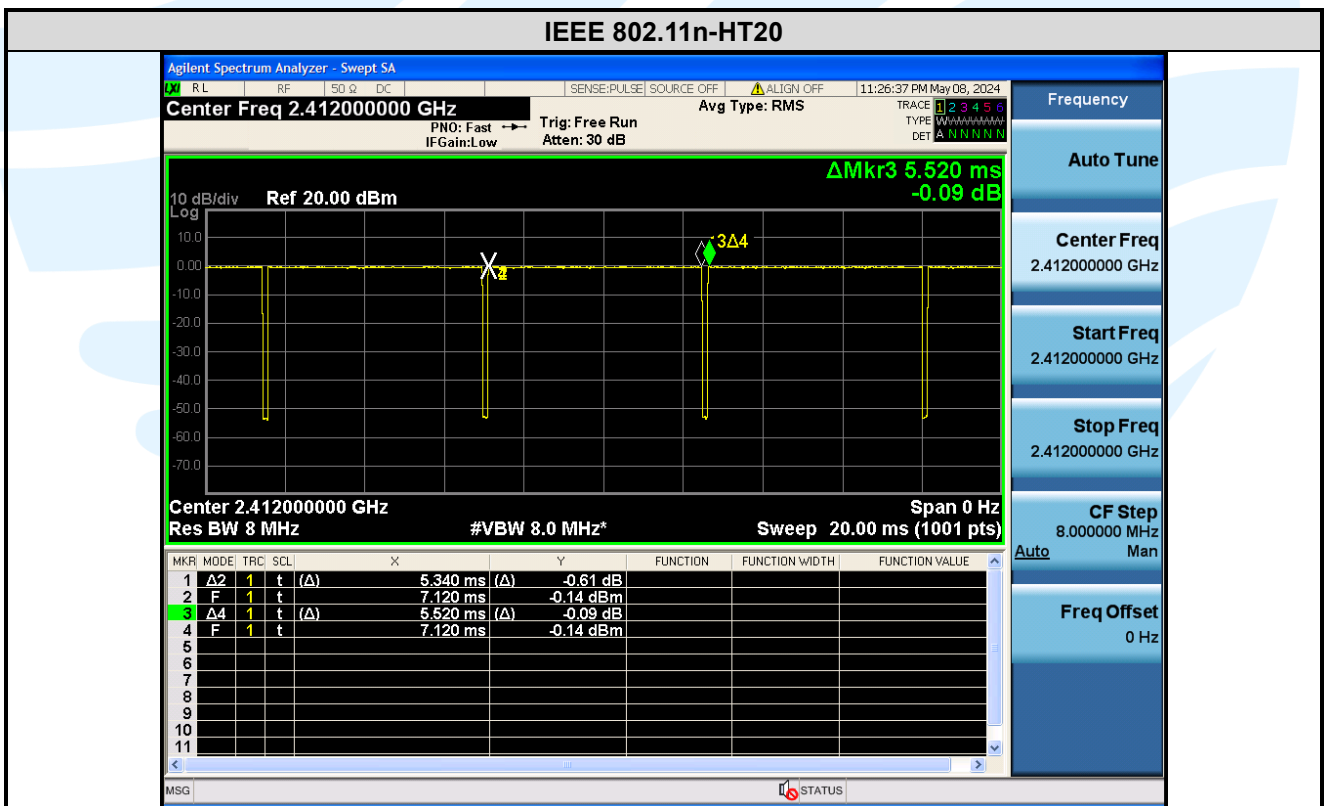 IEEE 802.11n-HT20
Agilent Spectrum Analyzer - Swept SA
LXI RL RF 50 Ω DC SENSE:PULSE SOURCE OFF ALIGN OFF 11:26:37 PM May 08, 2024
Center Freq 2.412000000 GHz
PNO: Fast
IFGain:Low
Trig: Free Run
Atten: 30 dB
Avg Type: RMS
TRACE 1 2 3 4 5 6
TYPE WWWWWW
DET A N N N N N
ΔMkr3 5.520 ms
-0.09 dB
10 dB/div Ref 20.00 dBm
Log
10.0
0.00
-10.0
-20.0
-30.0
-40.0
-50.0
-60.0
-70.0
3Δ4
Center 2.412000000 GHz Span 0 Hz
Res BW 8 MHz #VBW 8.0 MHz* Sweep 20.00 ms (1001 pts)
MKR MODE TRC SCL X Y FUNCTION FUNCTION WIDTH FUNCTION VALUE
1 Δ2 1 t (Δ) 5.340 ms (Δ) -0.61 dB
2 F 1 t 7.120 ms -0.14 dBm
3 Δ4 1 t (Δ) 5.520 ms (Δ) -0.09 dB
4 F 1 t 7.120 ms -0.14 dBm
5
6
7
8
9
10
11
MSG STATUS
Frequency
Auto Tune
Center Freq
2.412000000 GHz
Start Freq
2.412000000 GHz
Stop Freq
2.412000000 GHz
CF Step
8.000000 MHz
Auto Man
Freq Offset
0 Hz